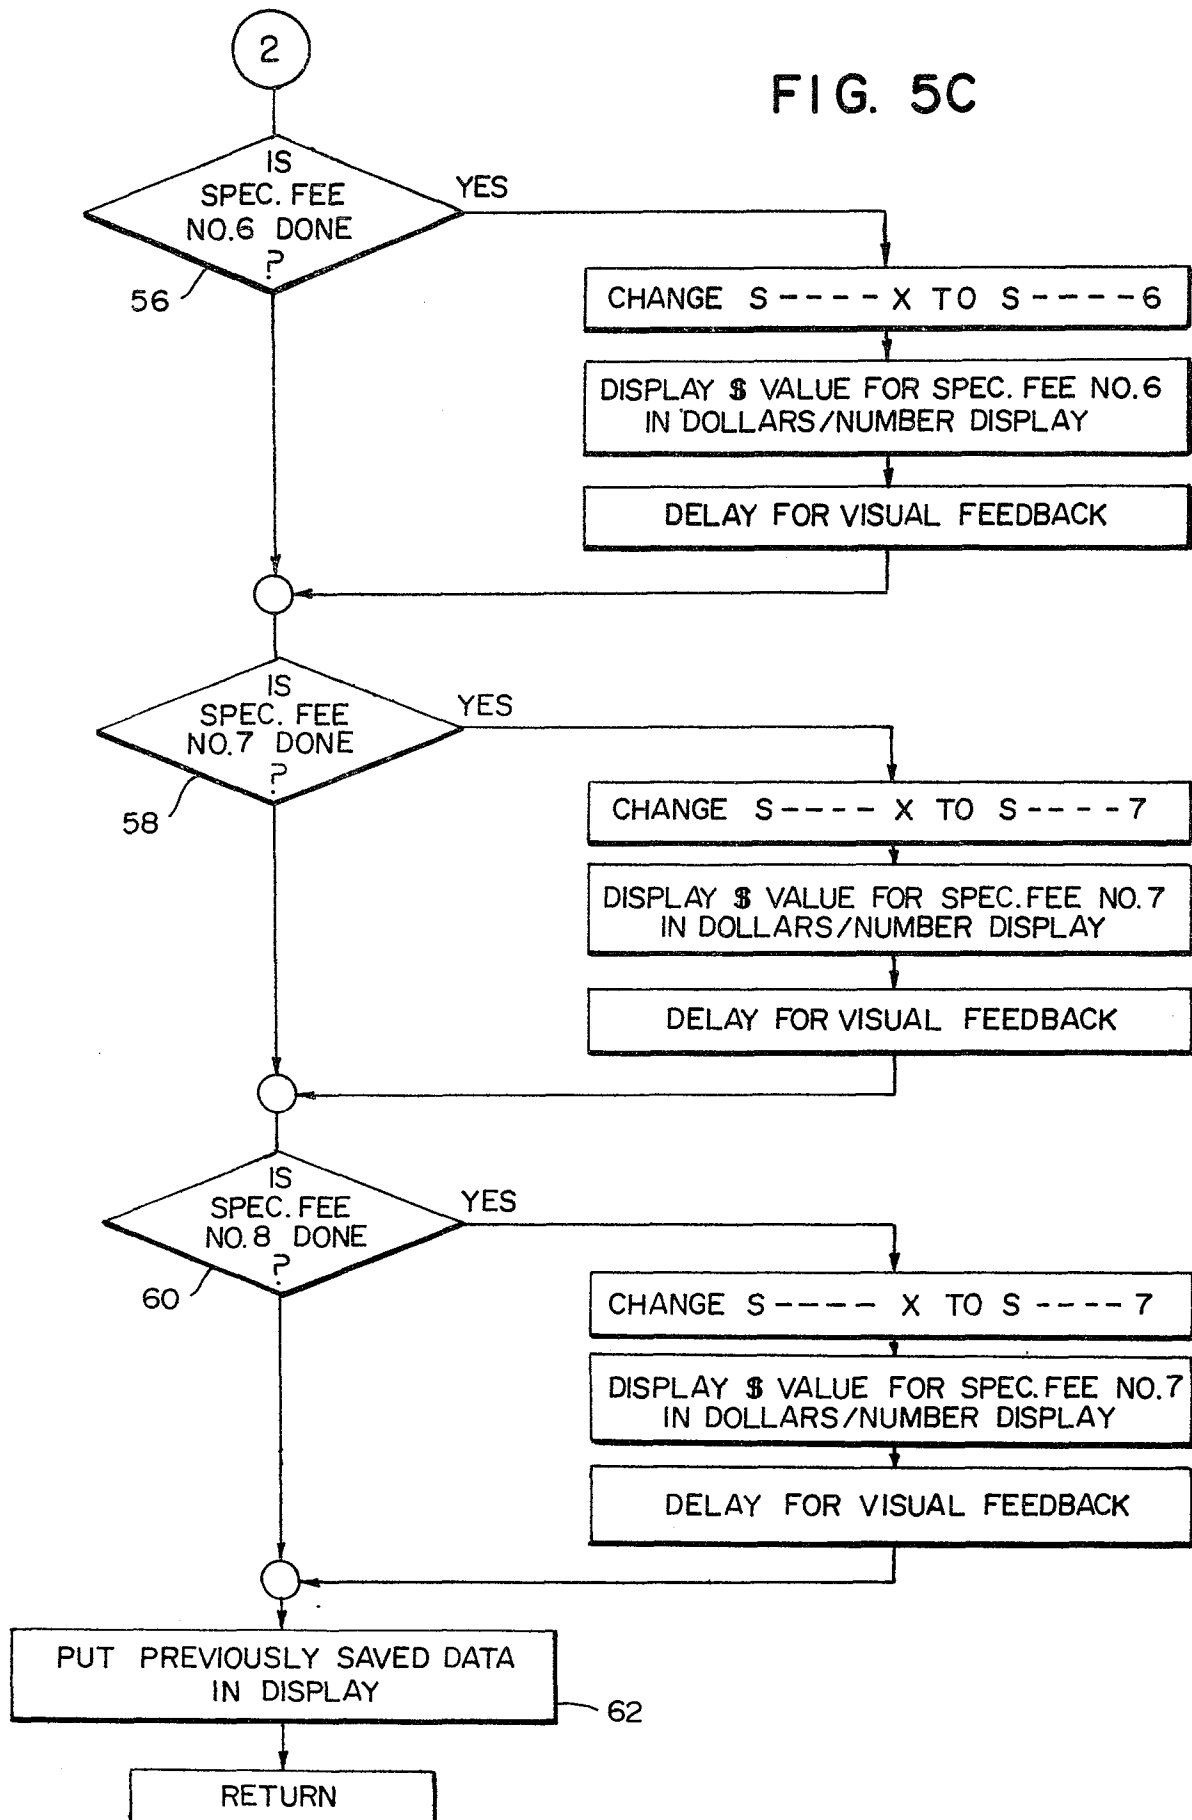 2
FIG. 5C
IS
SPEC. FEE
NO.6 DONE
?
YES
56
CHANGE S----X TO S----6
DISPLAY $ VALUE FOR SPEC. FEE NO.6
IN DOLLARS/NUMBER DISPLAY
DELAY FOR VISUAL FEEDBACK
IS
SPEC. FEE
NO.7 DONE
?
YES
58
CHANGE S---- X TO S----7
DISPLAY $ VALUE FOR SPEC.FEE NO.7
IN DOLLARS/NUMBER DISPLAY
DELAY FOR VISUAL FEEDBACK
IS
SPEC. FEE
NO.8 DONE
?
YES
60
CHANGE S----- X TO S ----7
DISPLAY $ VALUE FOR SPEC.FEE NO.7
IN DOLLARS/NUMBER DISPLAY
DELAY FOR VISUAL FEEDBACK
PUT PREVIOUSLY SAVED DATA
IN DISPLAY
62
RETURN